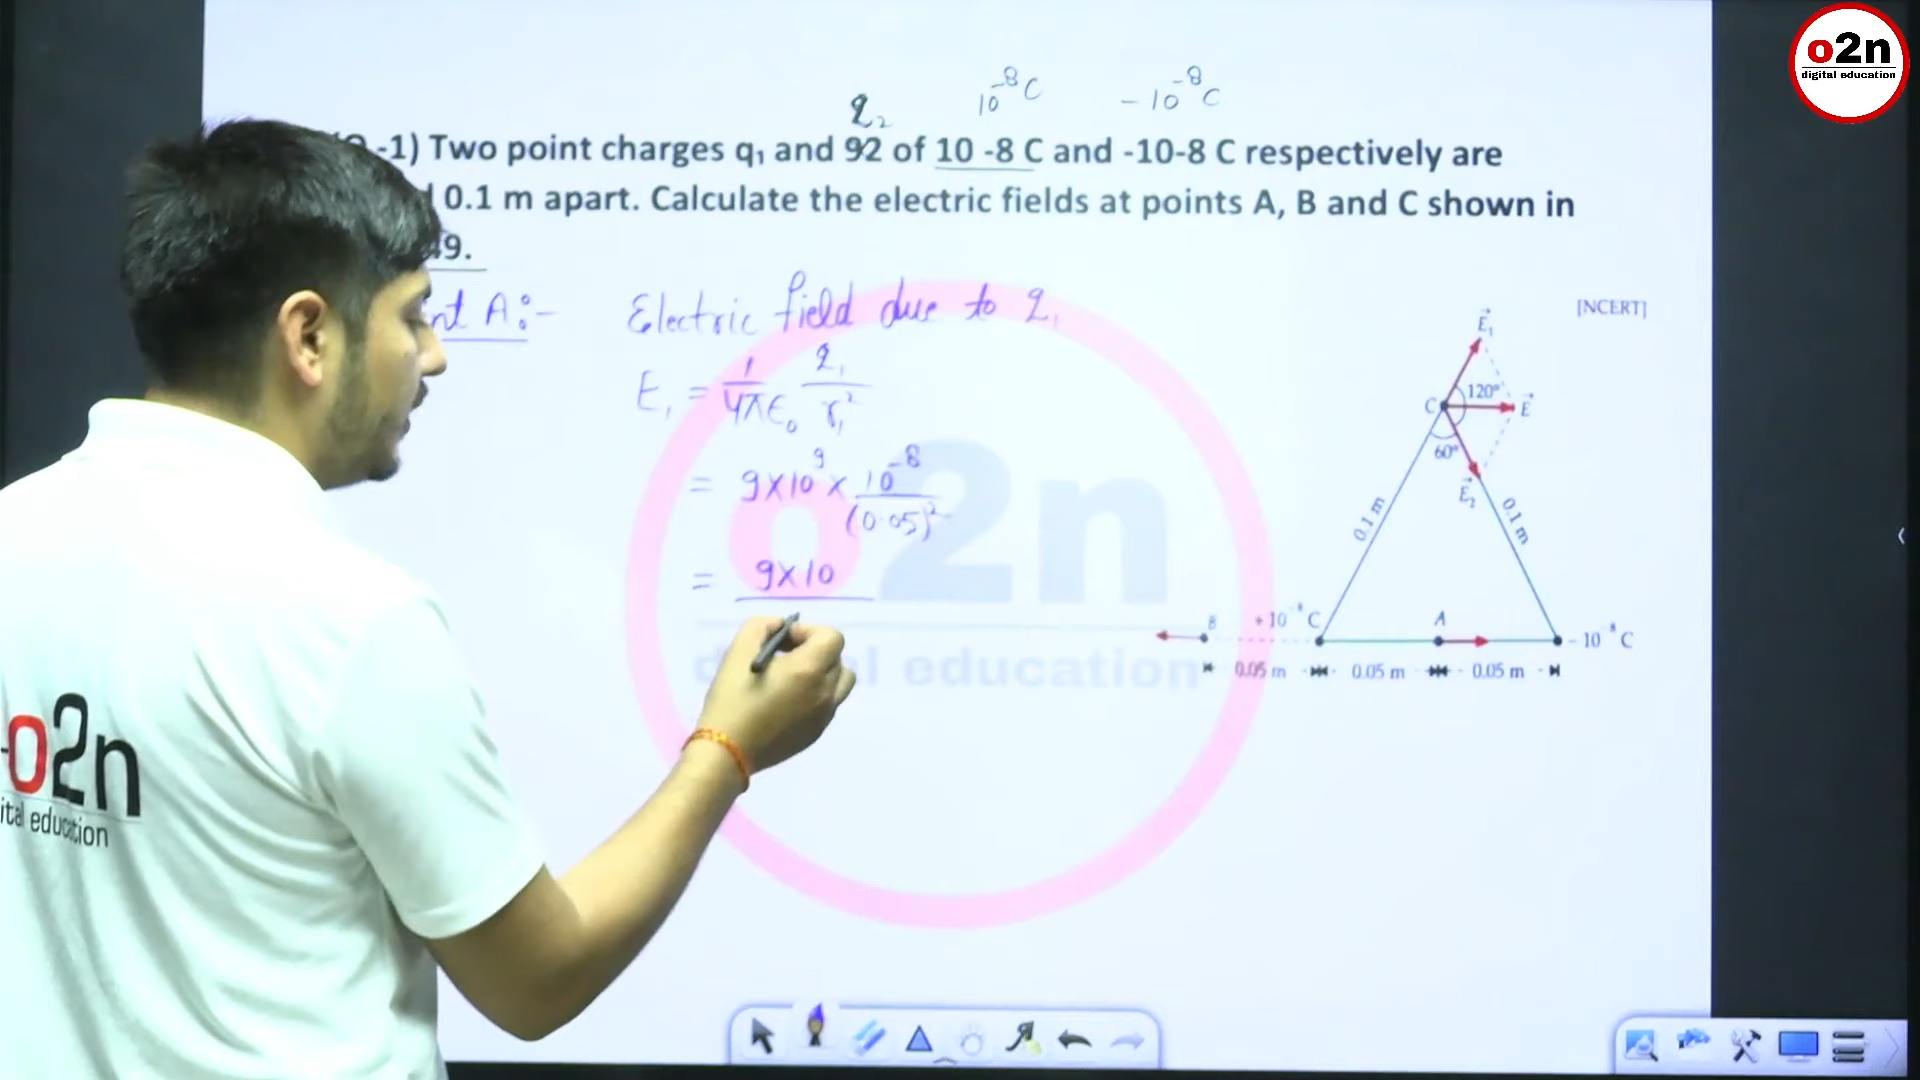 o2n
digital education
10⁻⁸ C   - 10⁻⁸ C
q₂
-1) Two point charges q₁ and 92 of 10 -8 C and -10-8 C respectively are
0.1 m apart. Calculate the electric fields at points A, B and C shown in
49.
nt A:-   Electric field due to q₁
[NCERT]
E₁ = 1/4πε₀ q₁/r₁²
= 9×10⁹ × 10⁻⁸/(0.05)²
= 9×10
E₁
120°
C
E
60°
E₂
0.1 m
0.1 m
B
+10⁻⁸ C
A
- 10⁻⁸ C
0.05 m
0.05 m
0.05 m
o2n
digital education
o2n
ital education